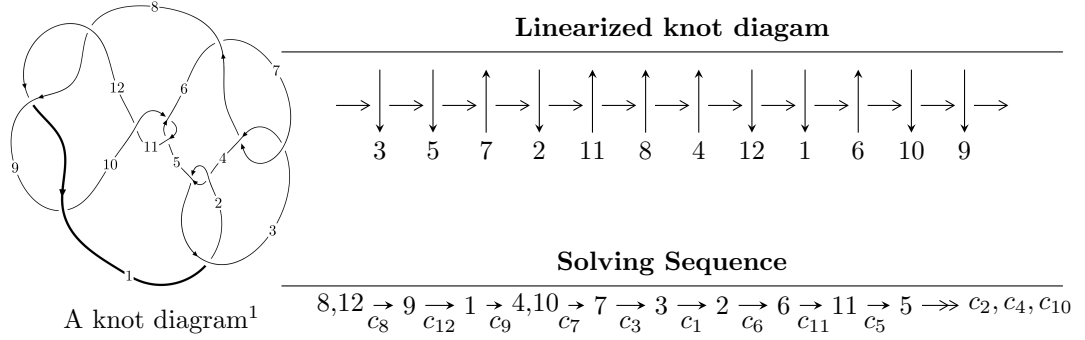 8
7
12
6
11
5
4
10
9
2
3
1
A knot diagram¹
Linearized knot diagam
3 5 7 2 11 8 4 12 1 6 10 9
Solving Sequence
8,12 → 9 → 1 → 4,10 → 7 → 3 → 2 → 6 → 11 → 5 ↠ c₂, c₄, c₁₀
c₈ c₁₂ c₉ c₇ c₃ c₁ c₆ c₁₁ c₅